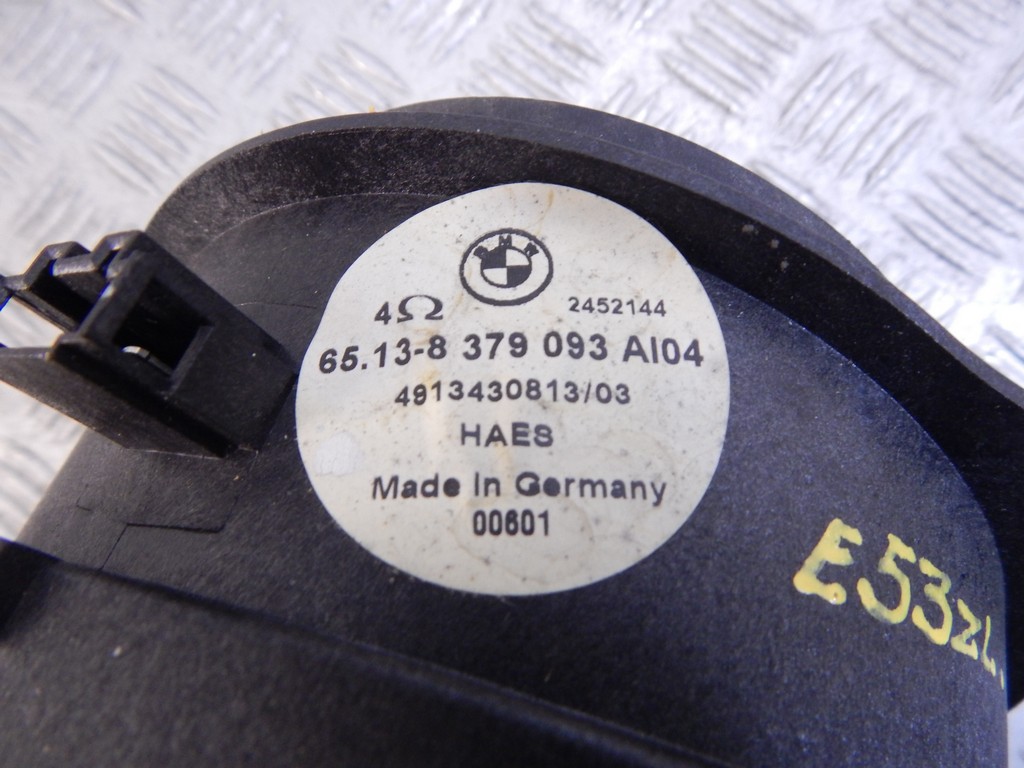 BMW
4Ω 2452144
65.13-8 379 093 AI04
4913430813/03
HAES
Made in Germany
00601
E53zL.